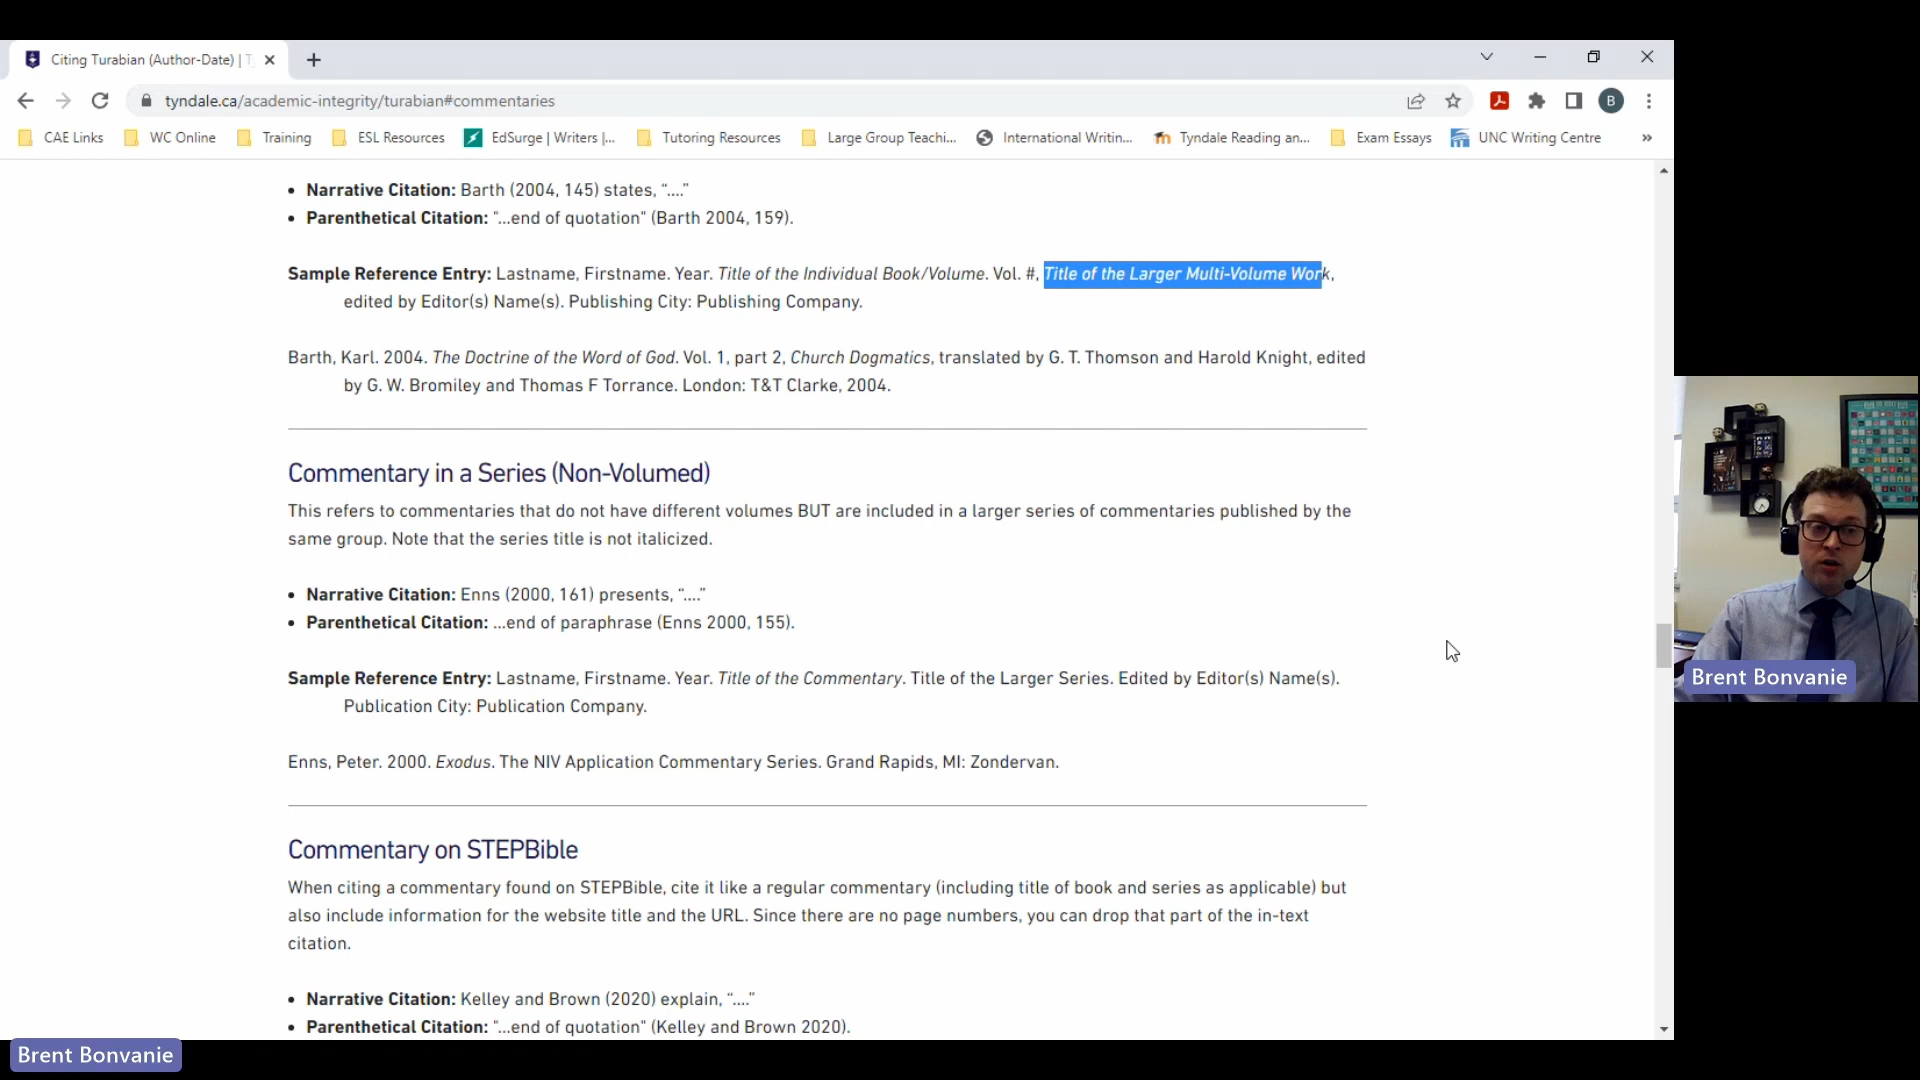 Citing Turabian (Author-Date) | T
tyndale.ca/academic-integrity/turabian#commentaries
B
CAE Links
WC Online
Training
ESL Resources
EdSurge | Writers |...
Tutoring Resources
Large Group Teachi...
International Writin...
Tyndale Reading an...
Exam Essays
UNC Writing Centre
»
• Narrative Citation: Barth (2004, 145) states, “....”
• Parenthetical Citation: "...end of quotation" (Barth 2004, 159).
Sample Reference Entry: Lastname, Firstname. Year. Title of the Individual Book/Volume. Vol. #, Title of the Larger Multi-Volume Work,
edited by Editor(s) Name(s). Publishing City: Publishing Company.
Barth, Karl. 2004. The Doctrine of the Word of God. Vol. 1, part 2, Church Dogmatics, translated by G. T. Thomson and Harold Knight, edited
by G. W. Bromiley and Thomas F Torrance. London: T&T Clarke, 2004.
Commentary in a Series (Non-Volumed)
This refers to commentaries that do not have different volumes BUT are included in a larger series of commentaries published by the
same group. Note that the series title is not italicized.
• Narrative Citation: Enns (2000, 161) presents, “....”
• Parenthetical Citation: ...end of paraphrase (Enns 2000, 155).
Sample Reference Entry: Lastname, Firstname. Year. Title of the Commentary. Title of the Larger Series. Edited by Editor(s) Name(s).
Publication City: Publication Company.
Enns, Peter. 2000. Exodus. The NIV Application Commentary Series. Grand Rapids, MI: Zondervan.
Commentary on STEPBible
When citing a commentary found on STEPBible, cite it like a regular commentary (including title of book and series as applicable) but
also include information for the website title and the URL. Since there are no page numbers, you can drop that part of the in-text
citation.
• Narrative Citation: Kelley and Brown (2020) explain, “....”
• Parenthetical Citation: "...end of quotation" (Kelley and Brown 2020).
Brent Bonvanie
Brent Bonvanie